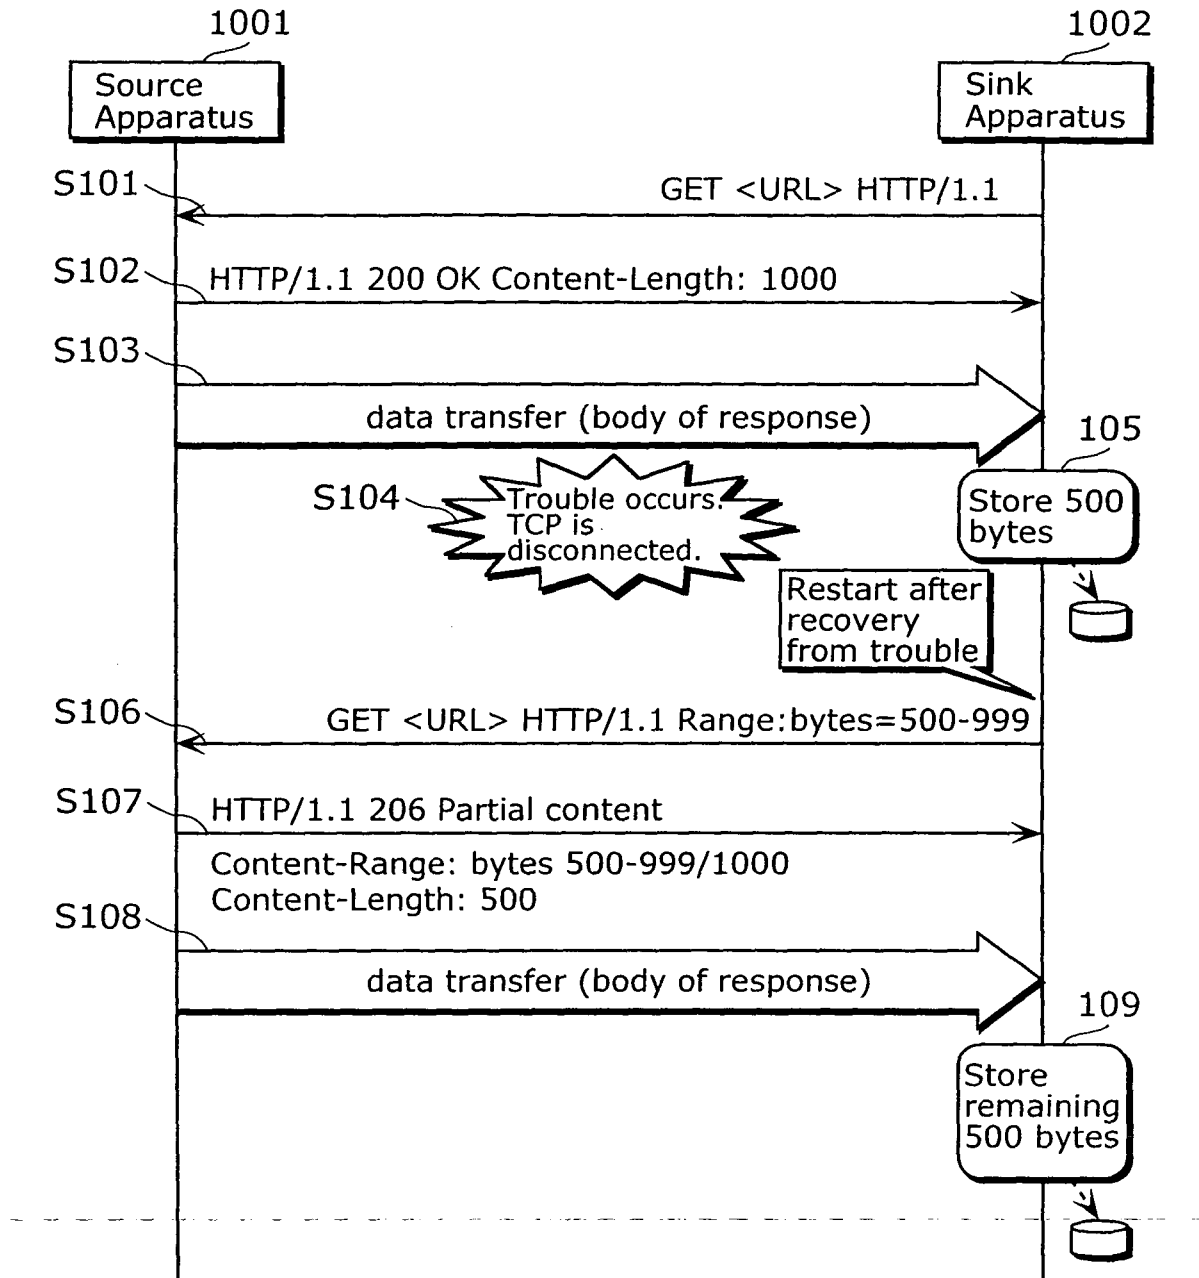 1001
1002
Source
Apparatus
Sink
Apparatus
S101
GET <URL> HTTP/1.1
S102
HTTP/1.1 200 OK Content-Length: 1000
S103
data transfer (body of response)
105
S104
Trouble occurs.
TCP is
disconnected.
Store 500
bytes
Restart after
recovery
from trouble
S106
GET <URL> HTTP/1.1 Range:bytes=500-999
S107
HTTP/1.1 206 Partial content
Content-Range: bytes 500-999/1000
Content-Length: 500
S108
data transfer (body of response)
109
Store
remaining
500 bytes